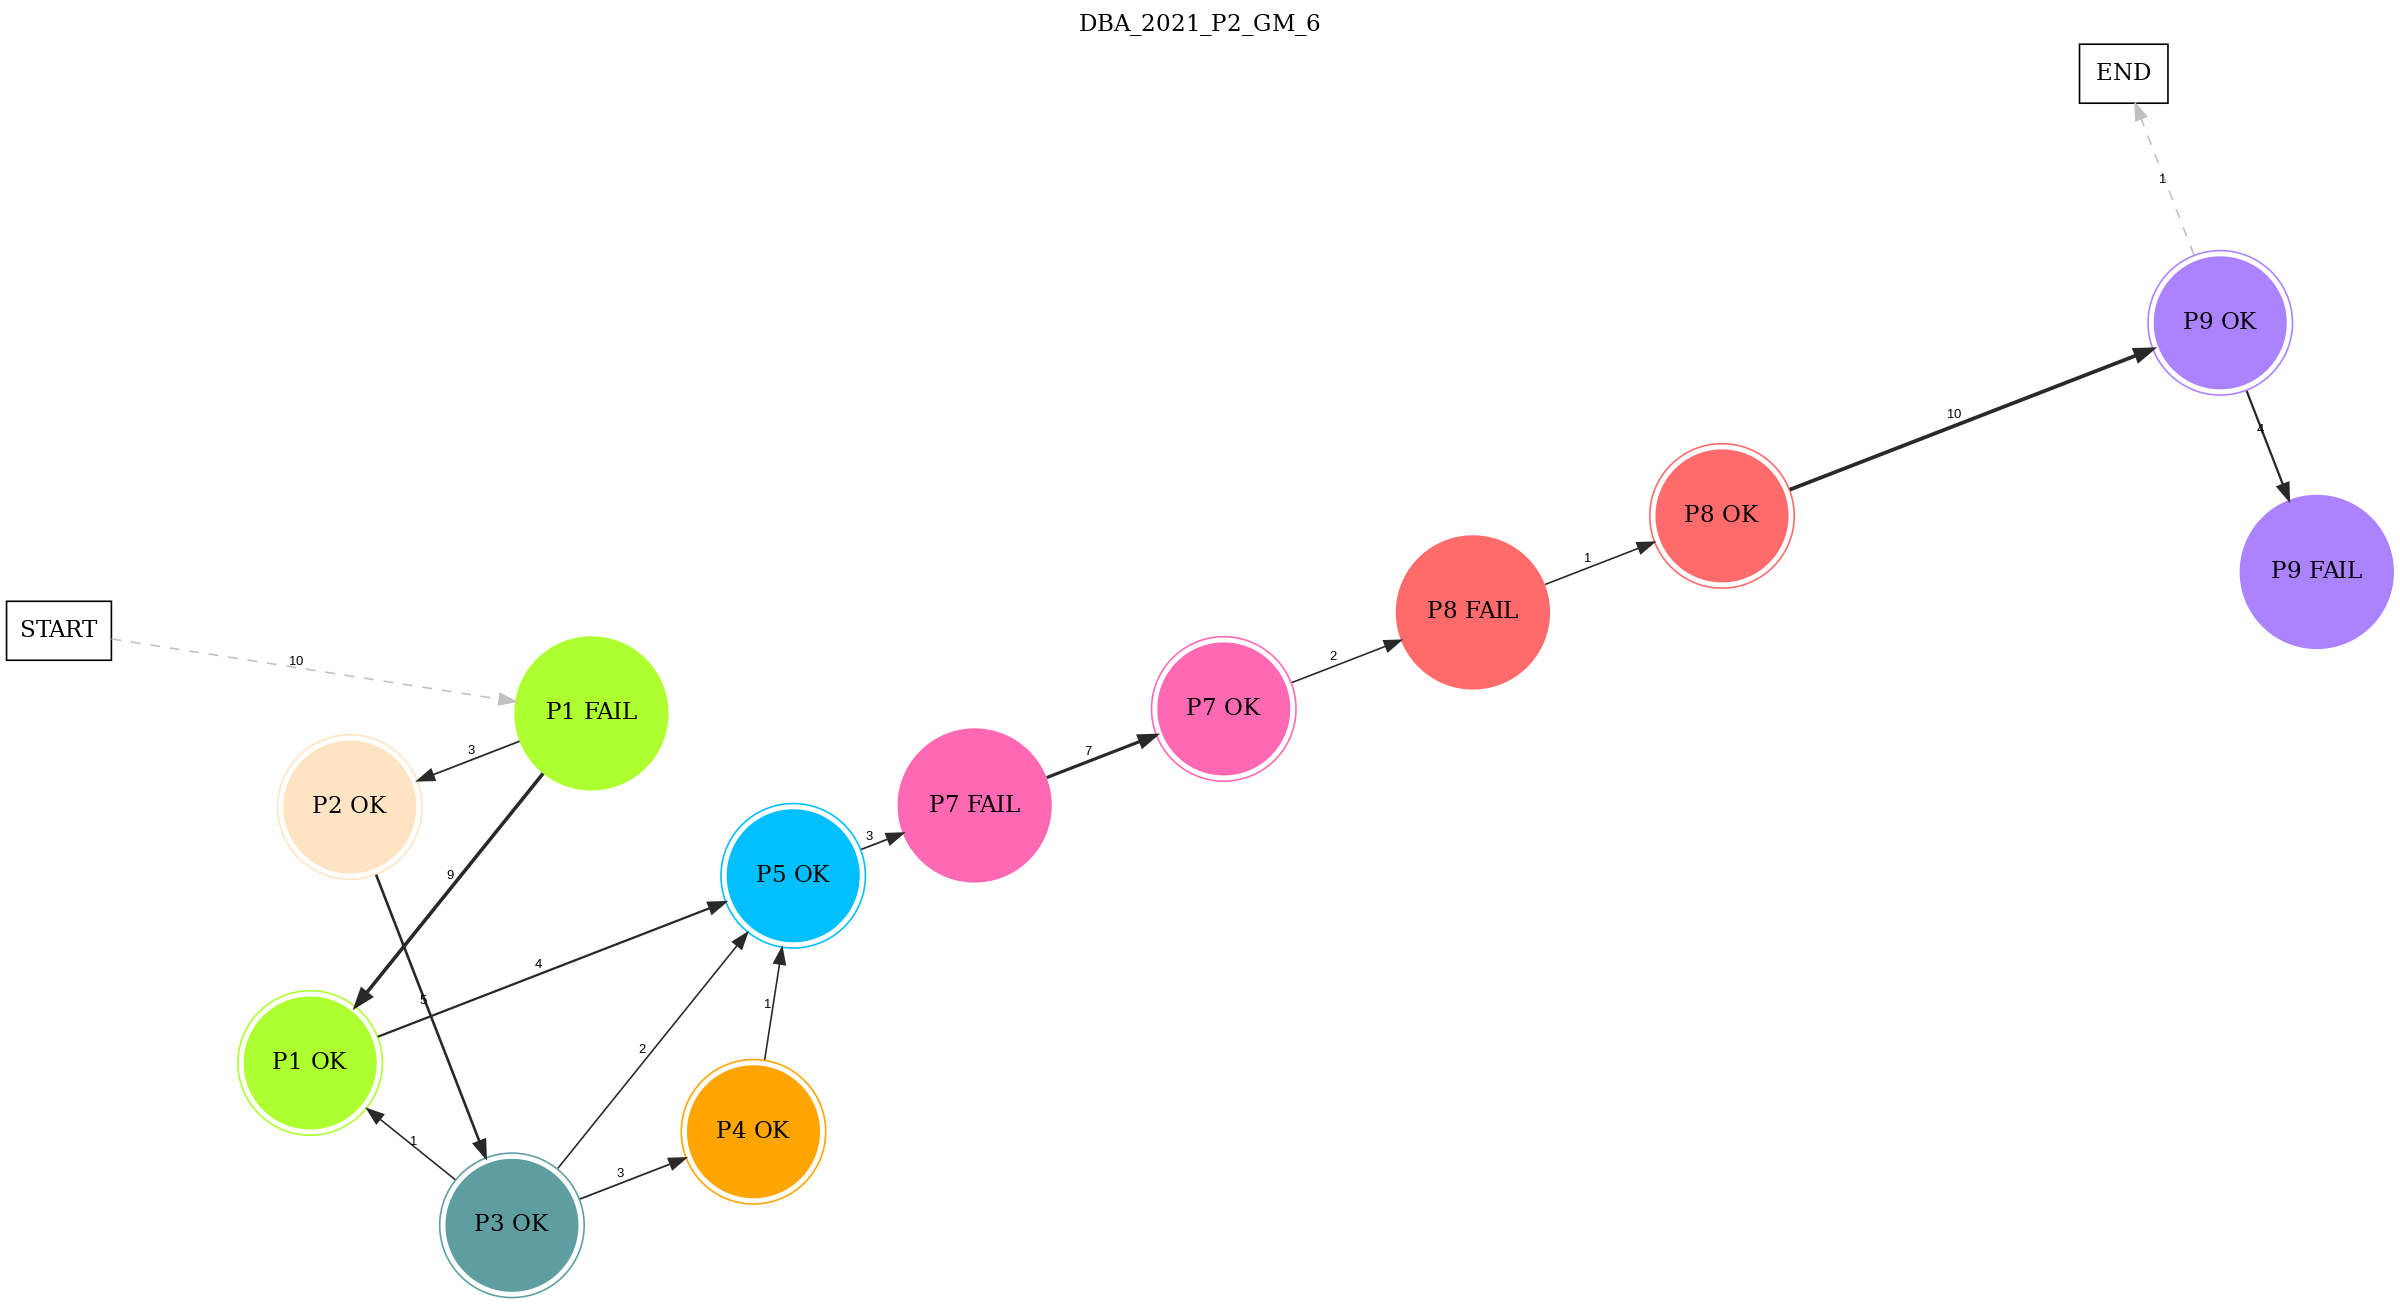 DBA_2021_P2_GM_6
END
1
P9 OK
10
4
P8 OK
P9 FAIL
1
P8 FAIL
START
10
2
P1 FAIL
P7 OK
3
7
P2 OK
P7 FAIL
3
9
P5 OK
4
5
1
2
P1 OK
P4 OK
1
3
P3 OK